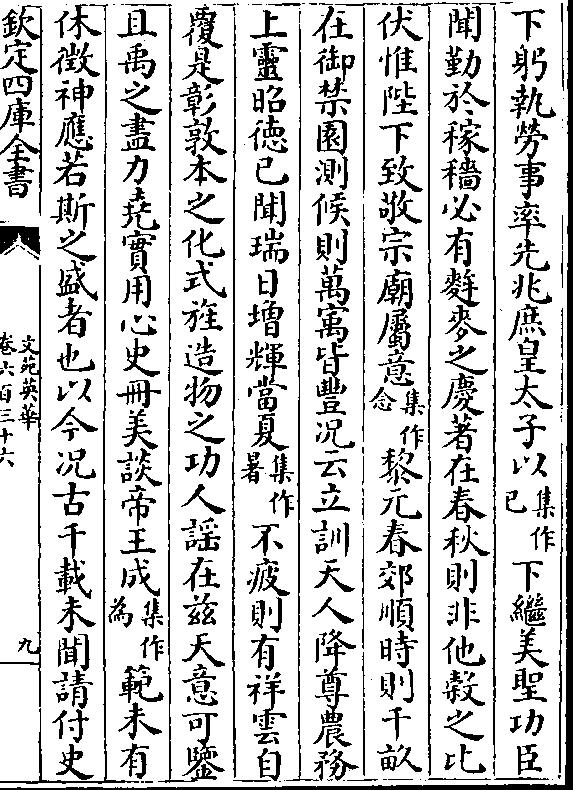 下躬執勞事率先兆庶皇太子以集作已下繼美聖功臣
聞勤於稼穡必有麰麥之慶著在春秋則非他糓之比
伏惟陛下致敬宗廟屬意集作念黎元春郊順時則千畝
在御禁園測候則萬寓皆豐况云立訓天人降尊農務
上靈昭德已聞瑞日增輝當夏集作暑不疲則有祥雲自
覆是彰敦本之化式旌造物之功人謡在兹天意可鑒
且禹之盡力堯實用心史冊美談帝王成集作為範未有
休徵神應若斯之盛者也以今况古千載未聞請付史
欽定四庫全書
文苑英華
卷六百三十六
九